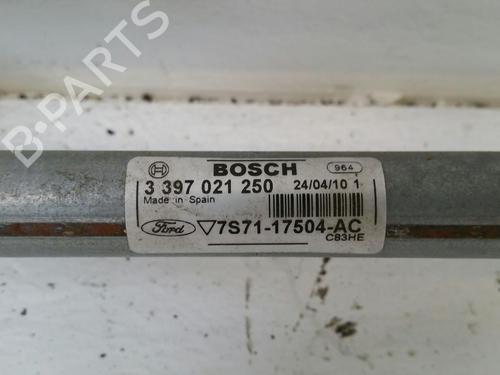 B-Parts
BOSCH
964
3 397 021 250
24/04/10 1
Made in Spain
Ford
7S71-17504-AC
C83HE